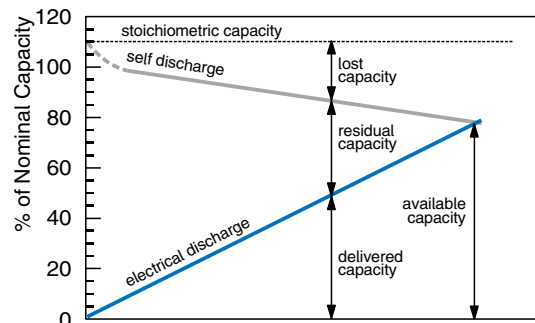 120
100
80
60
40
20
0
% of Nominal Capacity
stoichiometric capacity
self discharge
lost
capacity
residual
capacity
available
capacity
electrical discharge
delivered
capacity